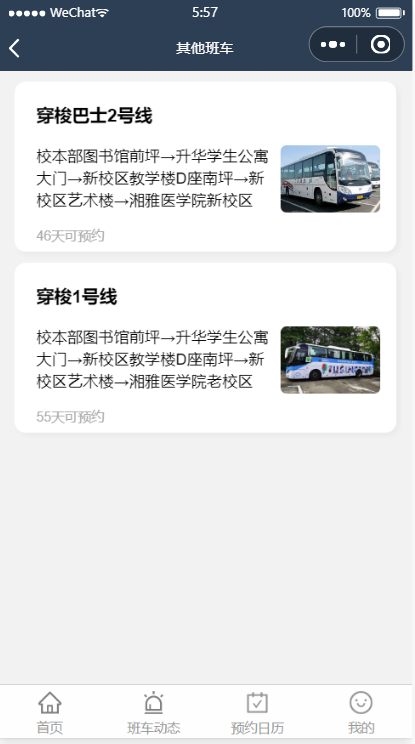 WeChat 5:57 100%
其他班车
穿梭巴士2号线
校本部图书馆前坪→升华学生公寓
大门→新校区教学楼D座南坪→新
校区艺术楼→湘雅医学院新校区
46天可预约
穿梭1号线
校本部图书馆前坪→升华学生公寓
大门→新校区教学楼D座南坪→新
校区艺术楼→湘雅医学院老校区
55天可预约
首页 班车动态 预约日历 我的